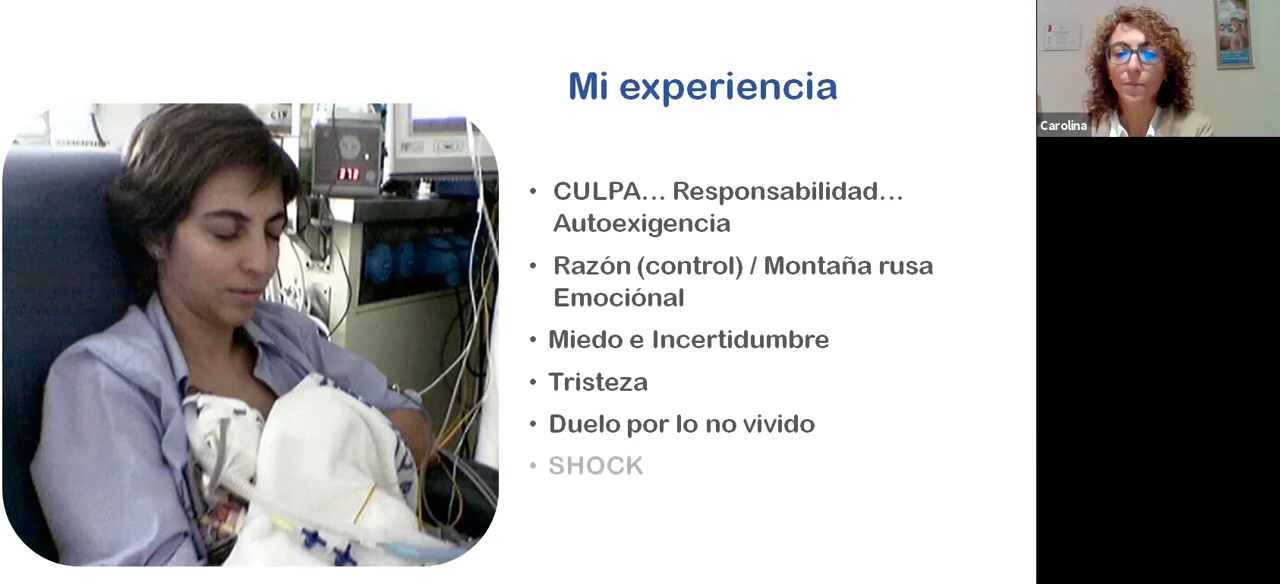 Mi experiencia
• CULPA... Responsabilidad...
Autoexigencia
• Razón (control) / Montaña rusa
Emociónal
• Miedo e Incertidumbre
• Tristeza
• Duelo por lo no vivido
• SHOCK
Carolina